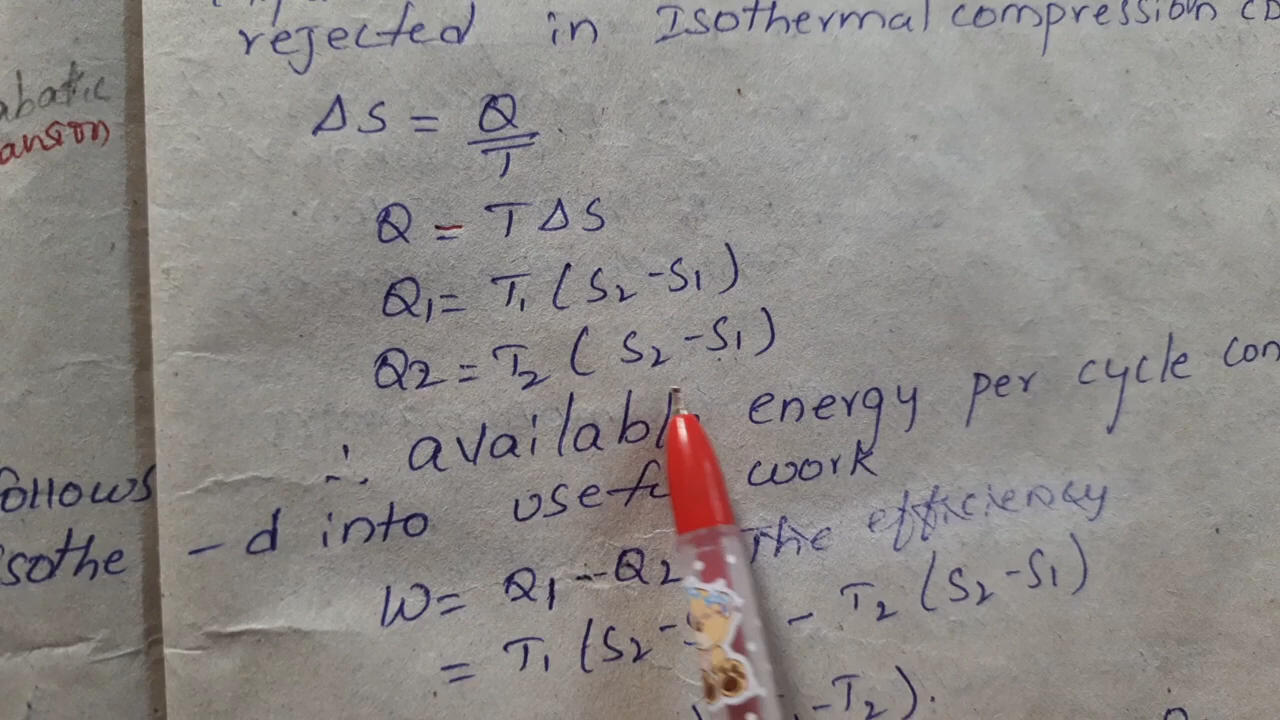 rejected in Isothermal compression CD
abatic
ansion
ΔS = Q/T
Q = TΔS
Q1 = T1 (S2 - S1)
Q2 = T2 (S2 - S1)
∴ available energy per cycle con
ollows
-d into work
sothe
W = Q1 - Q2 The efficiency
= T1 (S2 - - T2 (S2 - S1)
-T2).